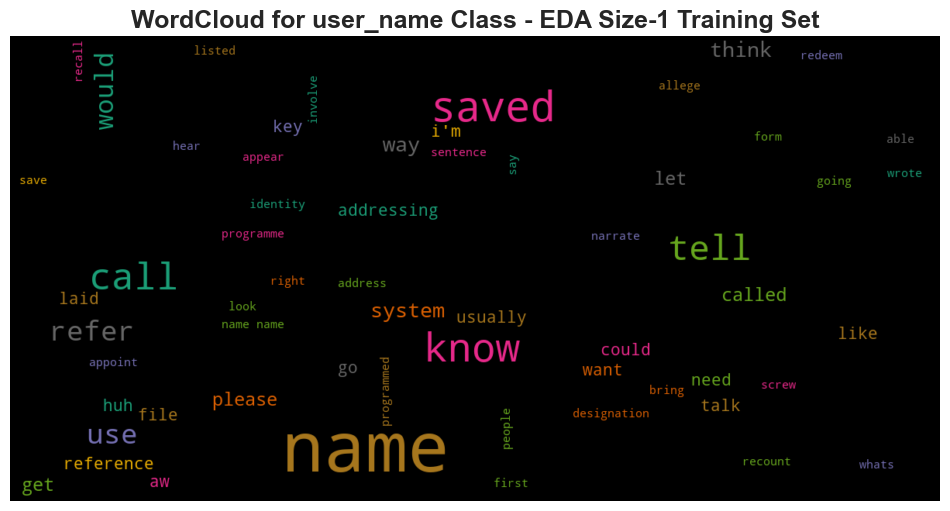 WordCloud for user_name Class - EDA Size-1 Training Set
recall
listed
would
involve
think
redeem
allege
saved
key
i'm
form
able
hear
way
sentence
appear
say
save
let
going
wrote
identity
addressing
programme
narrate
tell
call
right
address
laid
look
system
usually
called
refer
name name
know
like
appoint
go
could
programmed
want
need
screw
bring
huh
file
please
talk
designation
people
use
name
reference
recount
whats
get
aw
first